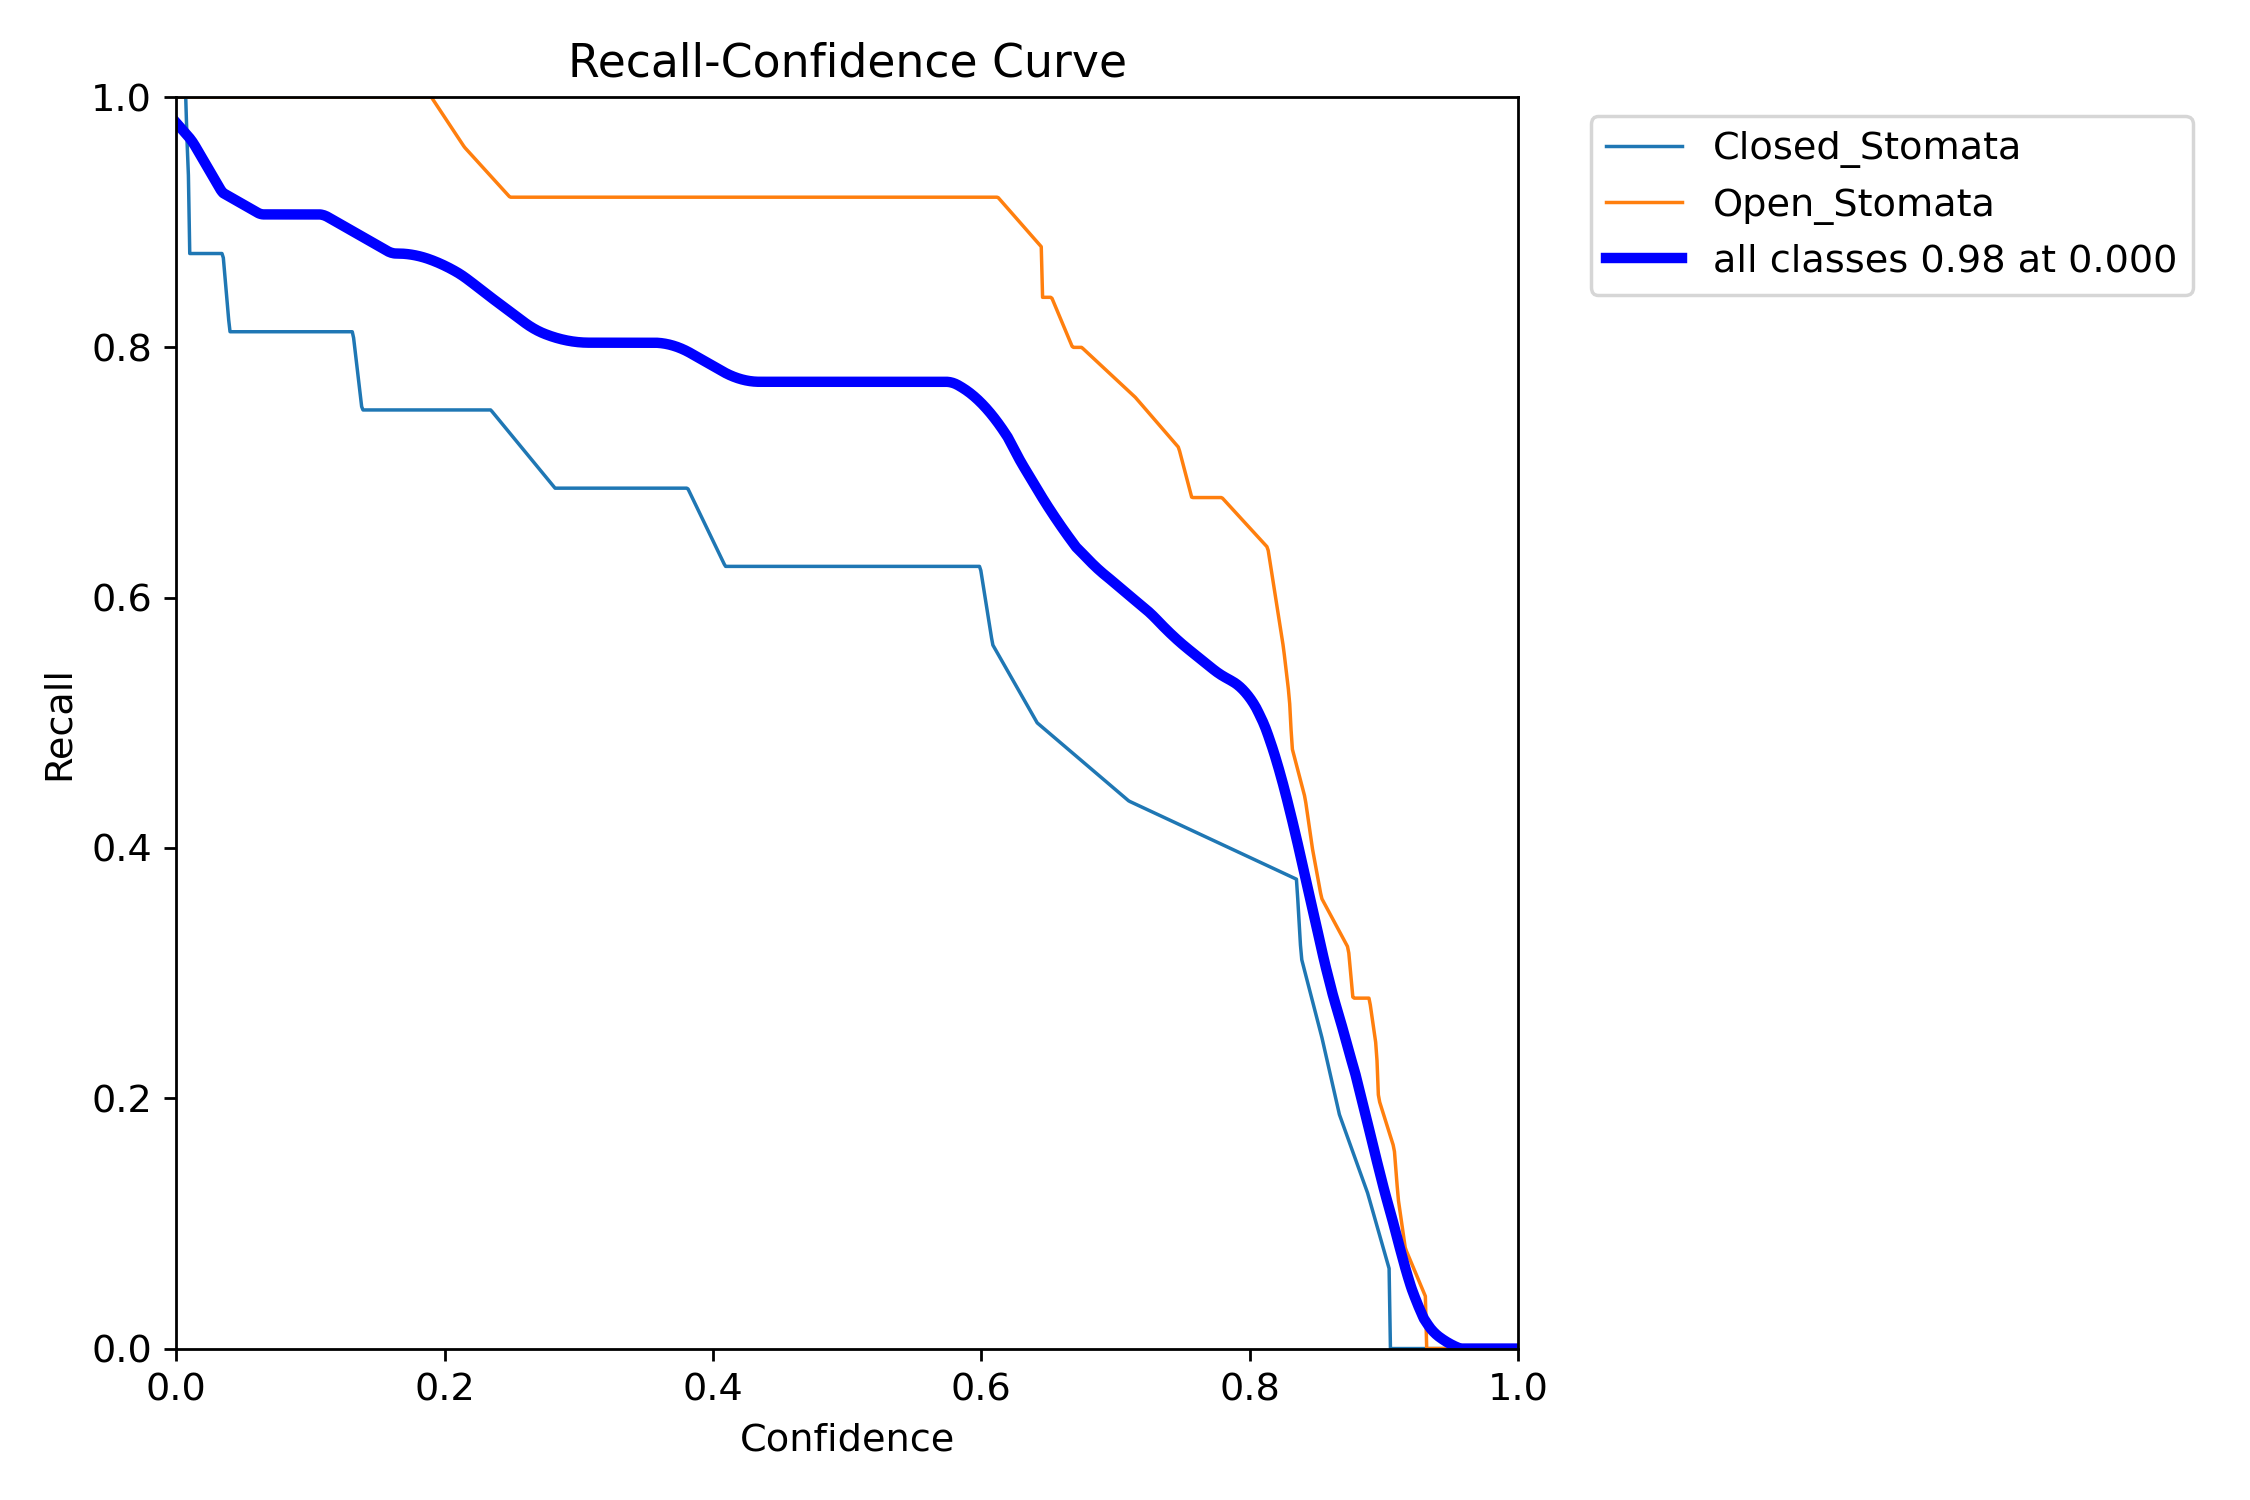 Recall-Confidence Curve
1.0
0.8
0.6
0.4
0.2
0.0
Recall
0.0 0.2 0.4 0.6 0.8 1.0
Confidence
Closed_Stomata
Open_Stomata
all classes 0.98 at 0.000